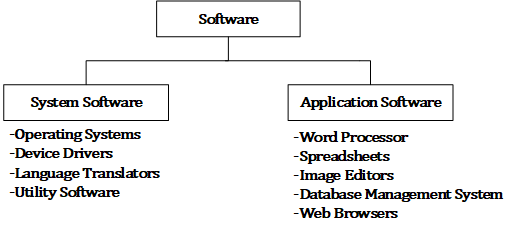 Software
System Software
-Operating Systems
-Device Drivers
-Language Translators
-Utility Software
Application Software
-Word Processor
-Spreadsheets
-Image Editors
-Database Management System
-Web Browsers